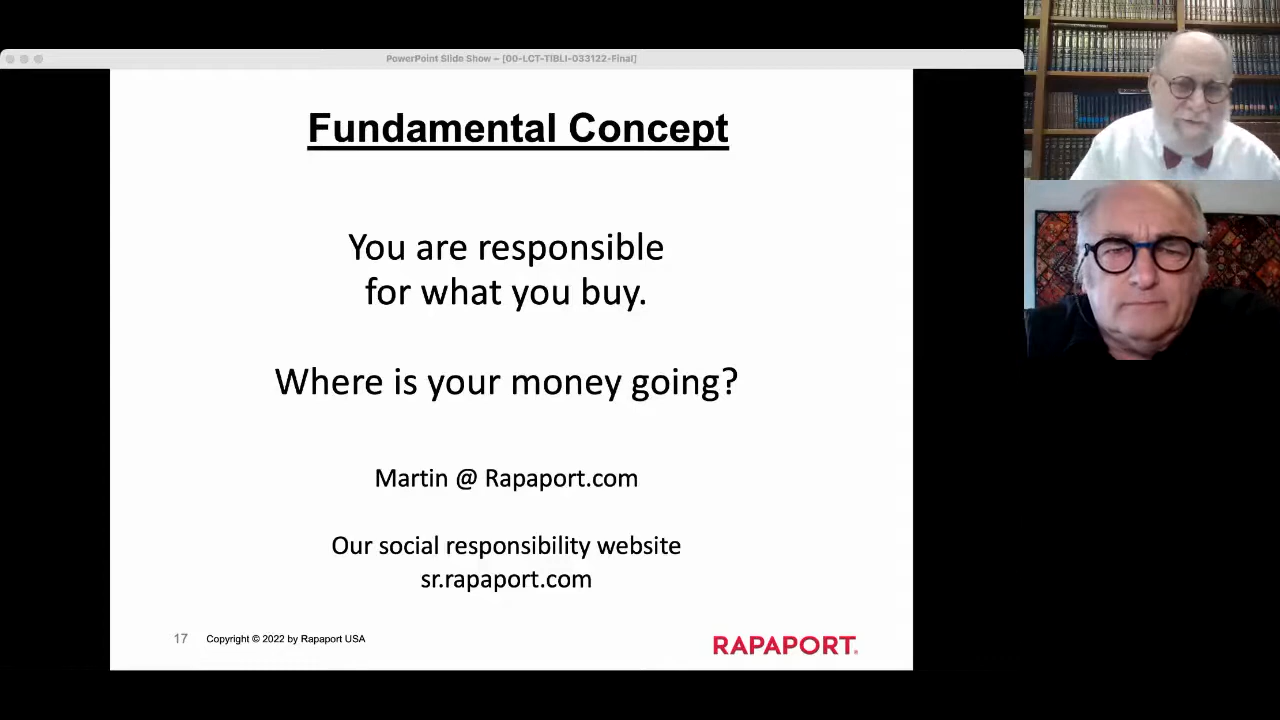 PowerPoint Slide Show – [00-LCT-TIBLI-033122-Final]
Fundamental Concept
You are responsible
for what you buy.
Where is your money going?
Martin @ Rapaport.com
Our social responsibility website
sr.rapaport.com
17 Copyright © 2022 by Rapaport USA
RAPAPORT®